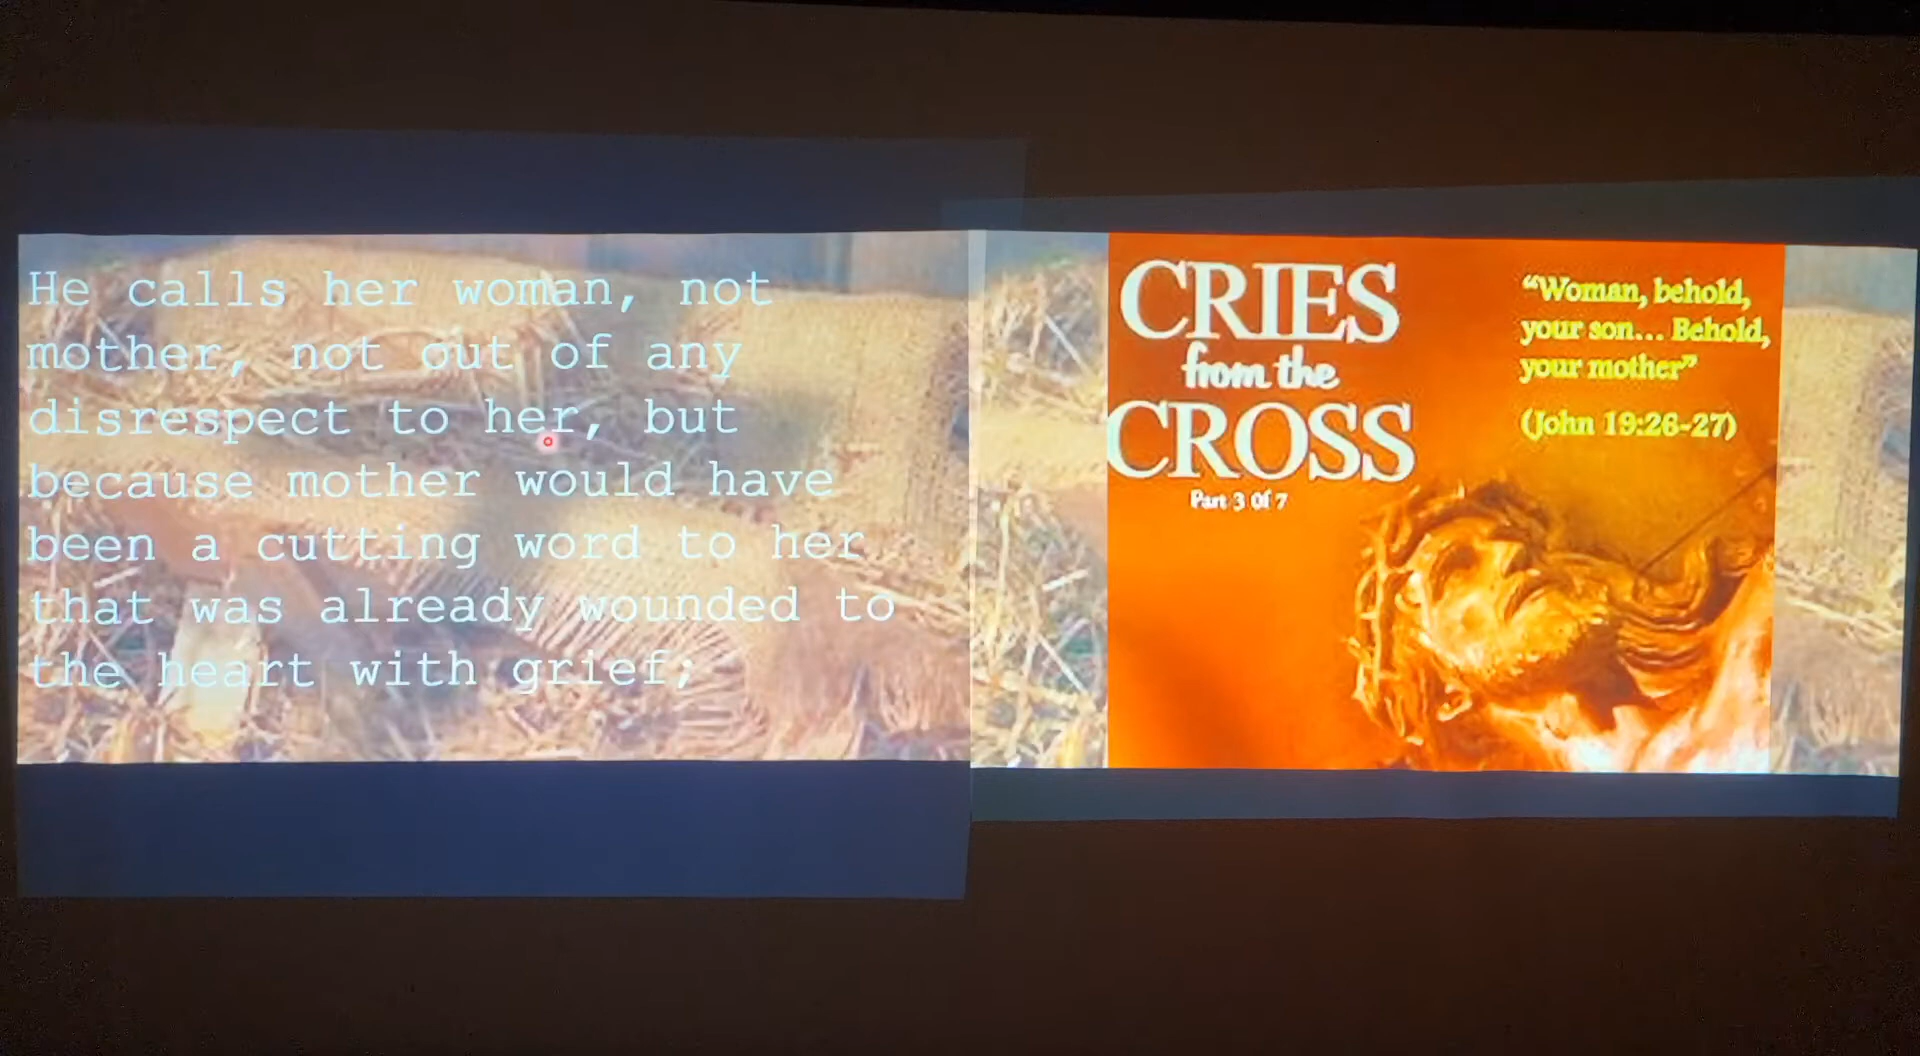 He calls her woman, not
mother, not out of any
disrespect to her, but
because mother would have
been a cutting word to her
that was already wounded to
the heart with grief;
CRIES
from the
CROSS
Part 3 Of 7
“Woman, behold,
your son... Behold,
your mother”
(John 19:26-27)